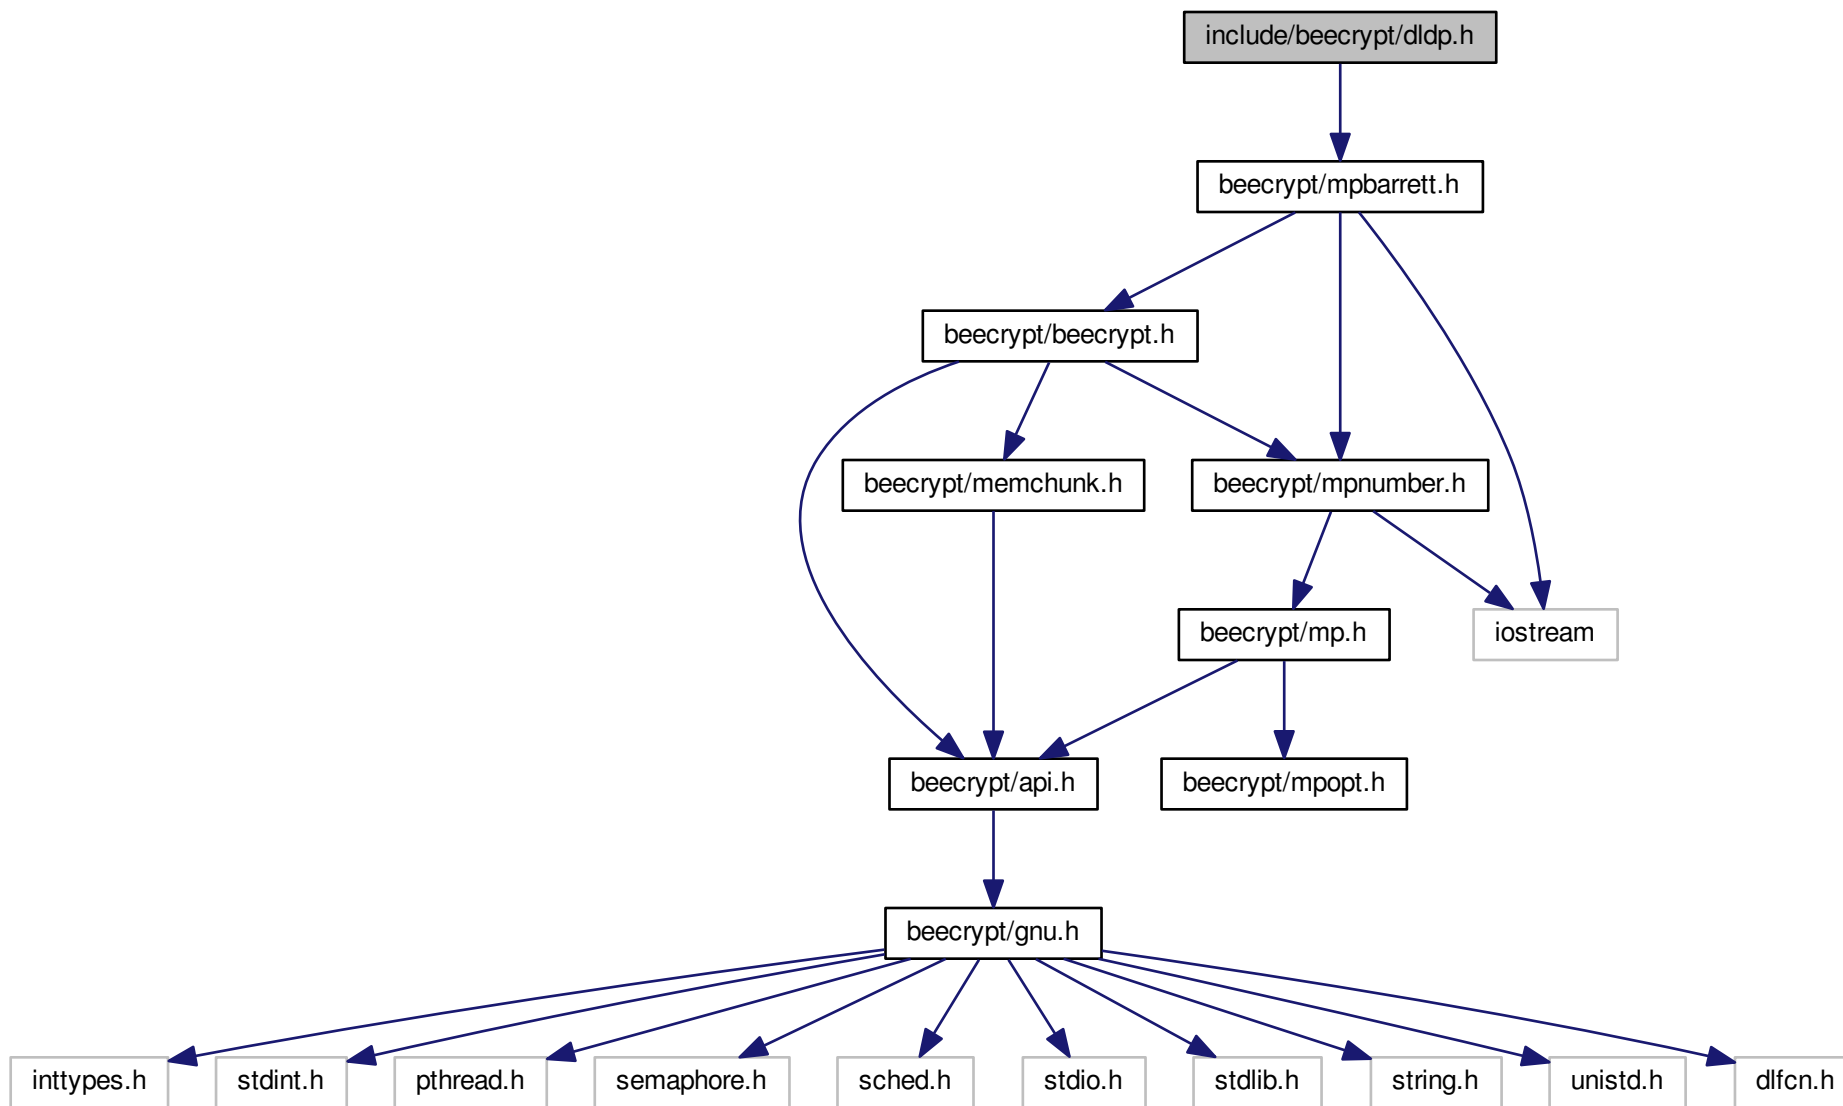 include/beecrypt/dldp.h
beecrypt/mpbarrett.h
beecrypt/beecrypt.h
beecrypt/memchunk.h
beecrypt/mpnumber.h
beecrypt/mp.h
iostream
beecrypt/api.h
beecrypt/mpopt.h
beecrypt/gnu.h
inttypes.h
stdint.h
pthread.h
semaphore.h
sched.h
stdio.h
stdlib.h
string.h
unistd.h
dlfcn.h